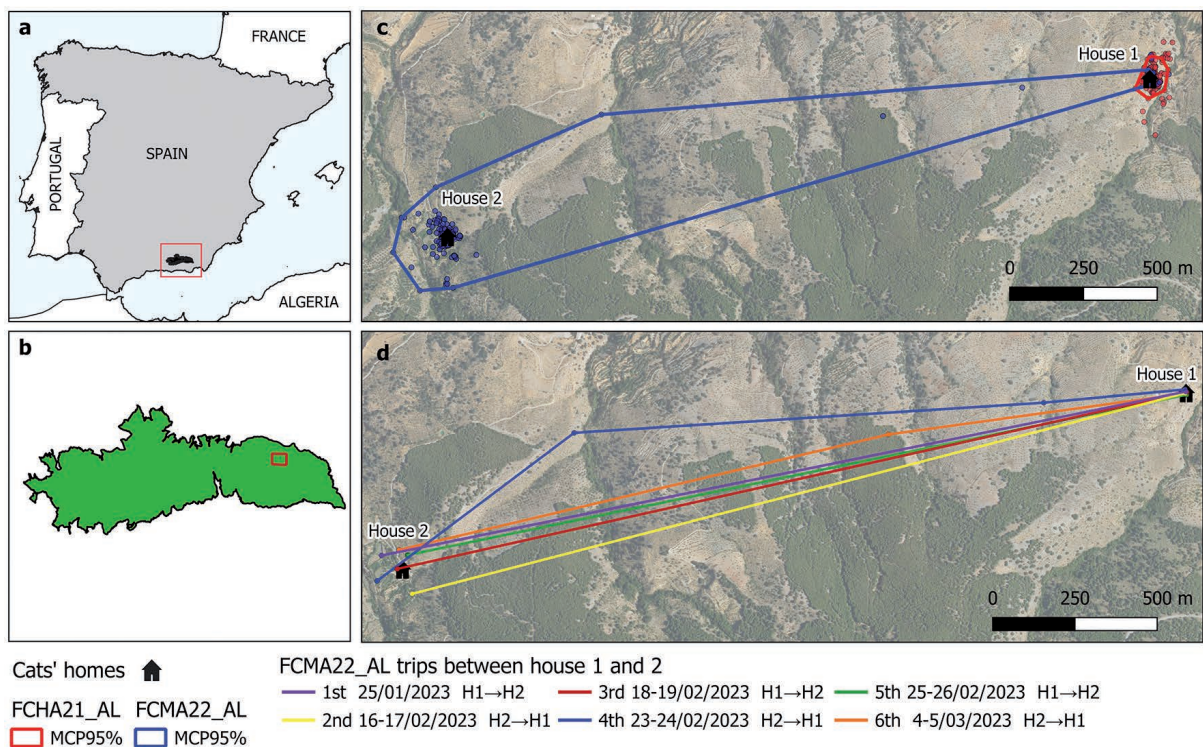 a
FRANCE
PORTUGAL
SPAIN
ALGERIA
b
c
House 1
House 2
0 250 500 m
d
House 1
House 2
0 250 500 m
Cats' homes
FCHA21_AL FCMA22_AL
MCP95% MCP95%
FCMA22_AL trips between house 1 and 2
1st 25/01/2023 H1→H2 3rd 18-19/02/2023 H1→H2 5th 25-26/02/2023 H1→H2
2nd 16-17/02/2023 H2→H1 4th 23-24/02/2023 H2→H1 6th 4-5/03/2023 H2→H1